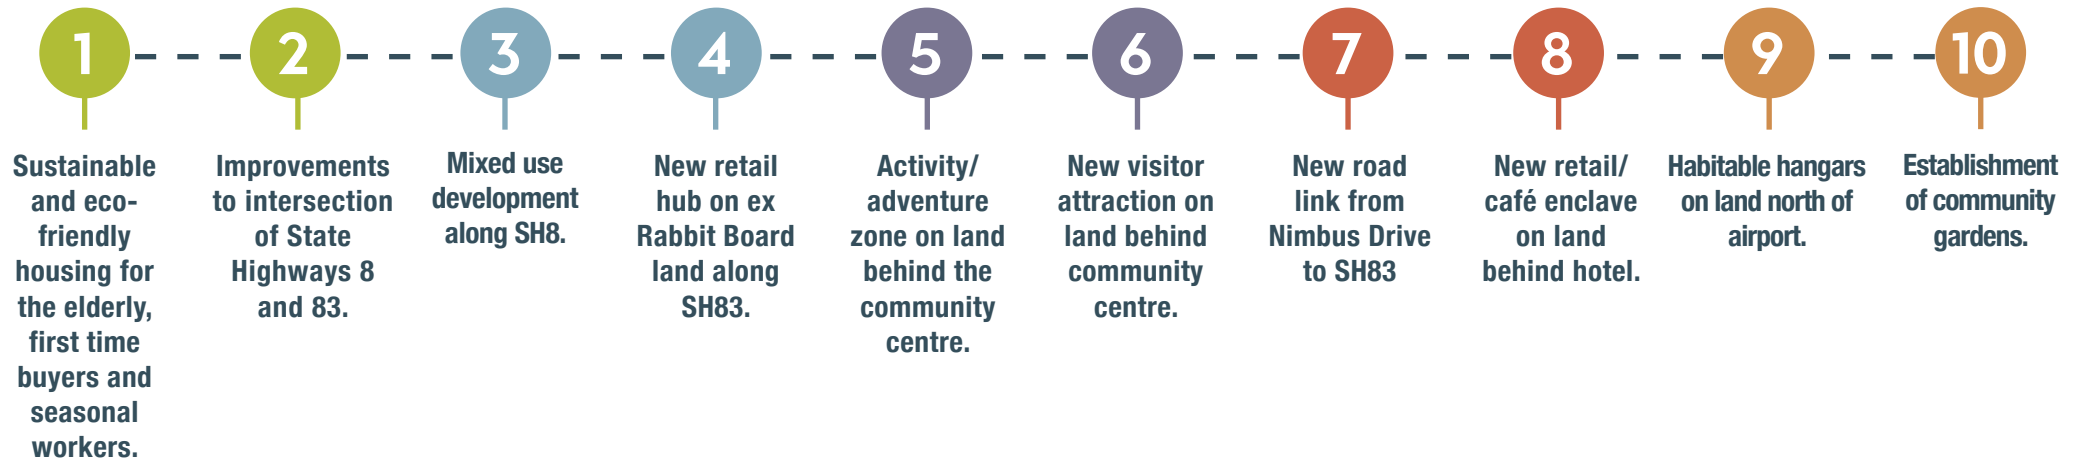 1
Sustainable
and eco-
friendly
housing for
the elderly,
first time
buyers and
seasonal
workers.
2
Improvements
to intersection
of State
Highways 8
and 83.
3
Mixed use
development
along SH8.
4
New retail
hub on ex
Rabbit Board
land along
SH83.
5
Activity/
adventure
zone on land
behind the
community
centre.
6
New visitor
attraction on
land behind
community
centre.
7
New road
link from
Nimbus Drive
to SH83
8
New retail/
café enclave
on land
behind hotel.
9
Habitable hangars
on land north of
airport.
10
Establishment
of community
gardens.